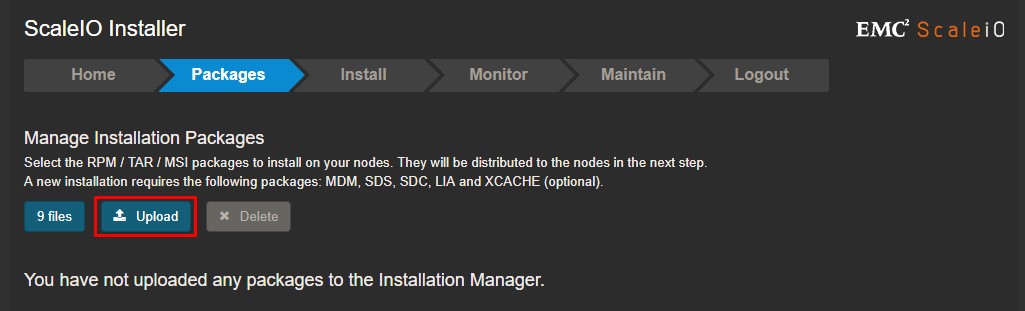 ScaleIO Installer
EMC² ScaleiO
Home Packages Install Monitor Maintain Logout
Manage Installation Packages
Select the RPM / TAR / MSI packages to install on your nodes. They will be distributed to the nodes in the next step.
A new installation requires the following packages: MDM, SDS, SDC, LIA and XCACHE (optional).
9 files Upload Delete
You have not uploaded any packages to the Installation Manager.